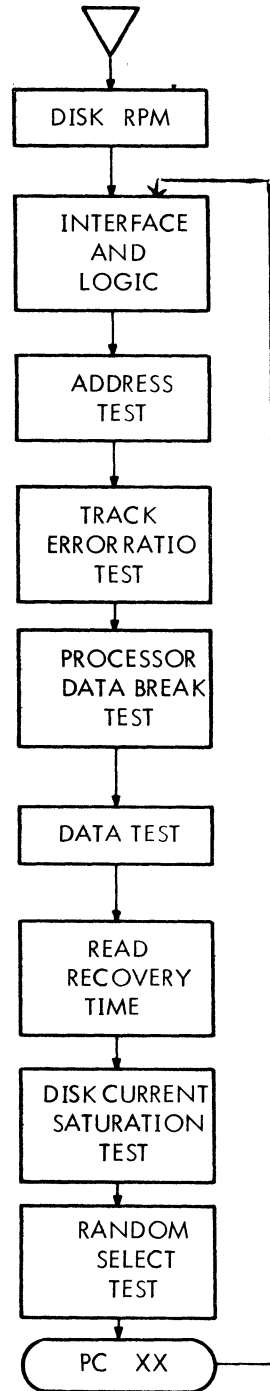 DISK RPM
INTERFACE
AND
LOGIC
ADDRESS
TEST
TRACK
ERROR RATIO
TEST
PROCESSOR
DATA BREAK
TEST
DATA TEST
READ
RECOVERY
TIME
DISK CURRENT
SATURATION
TEST
RANDOM
SELECT
TEST
PC XX